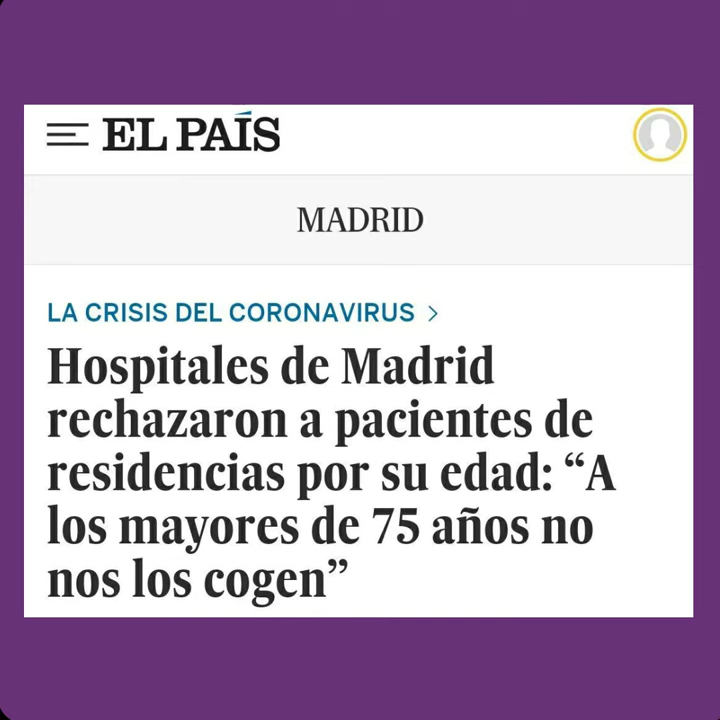 EL PAÍS
MADRID
LA CRISIS DEL CORONAVIRUS >
Hospitales de Madrid
rechazaron a pacientes de
residencias por su edad: “A
los mayores de 75 años no
nos los cogen”